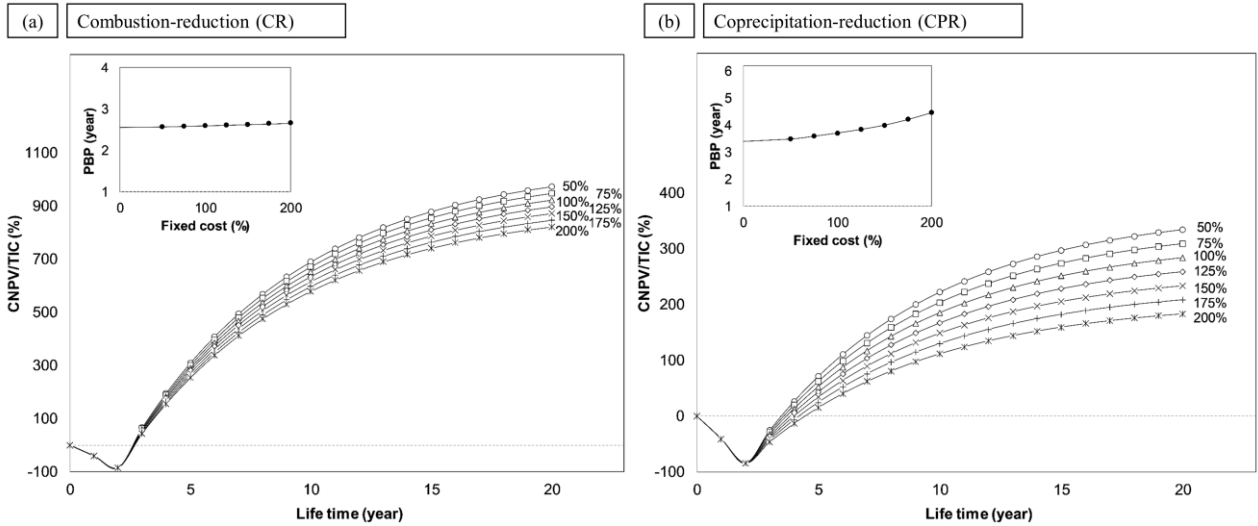 (a) Combustion-reduction (CR)
4
3
2
1
PBP (year)
0 100 200
Fixed cost (%)
1100
900
700
500
300
100
-100
CNPV/TIC (%)
50%
75%
100%
125%
150%
175%
200%
0 5 10 15 20
Life time (year)
(b) Coprecipitation-reduction (CPR)
6
5
4
3
2
1
PBP (year)
0 100 200
Fixed cost (%)
400
300
200
100
0
-100
CNPV/TIC (%)
50%
75%
100%
125%
150%
175%
200%
0 5 10 15 20
Life time (year)